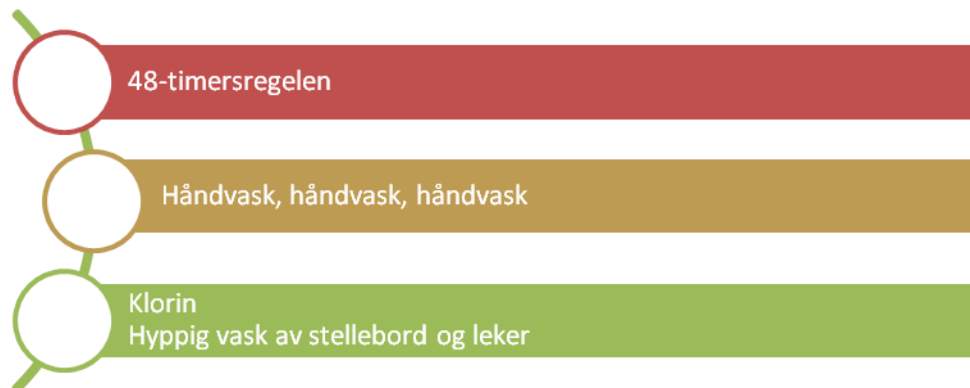 48-timersregelen
Håndvask, håndvask, håndvask
Klorin
Hyppig vask av stellebord og leker